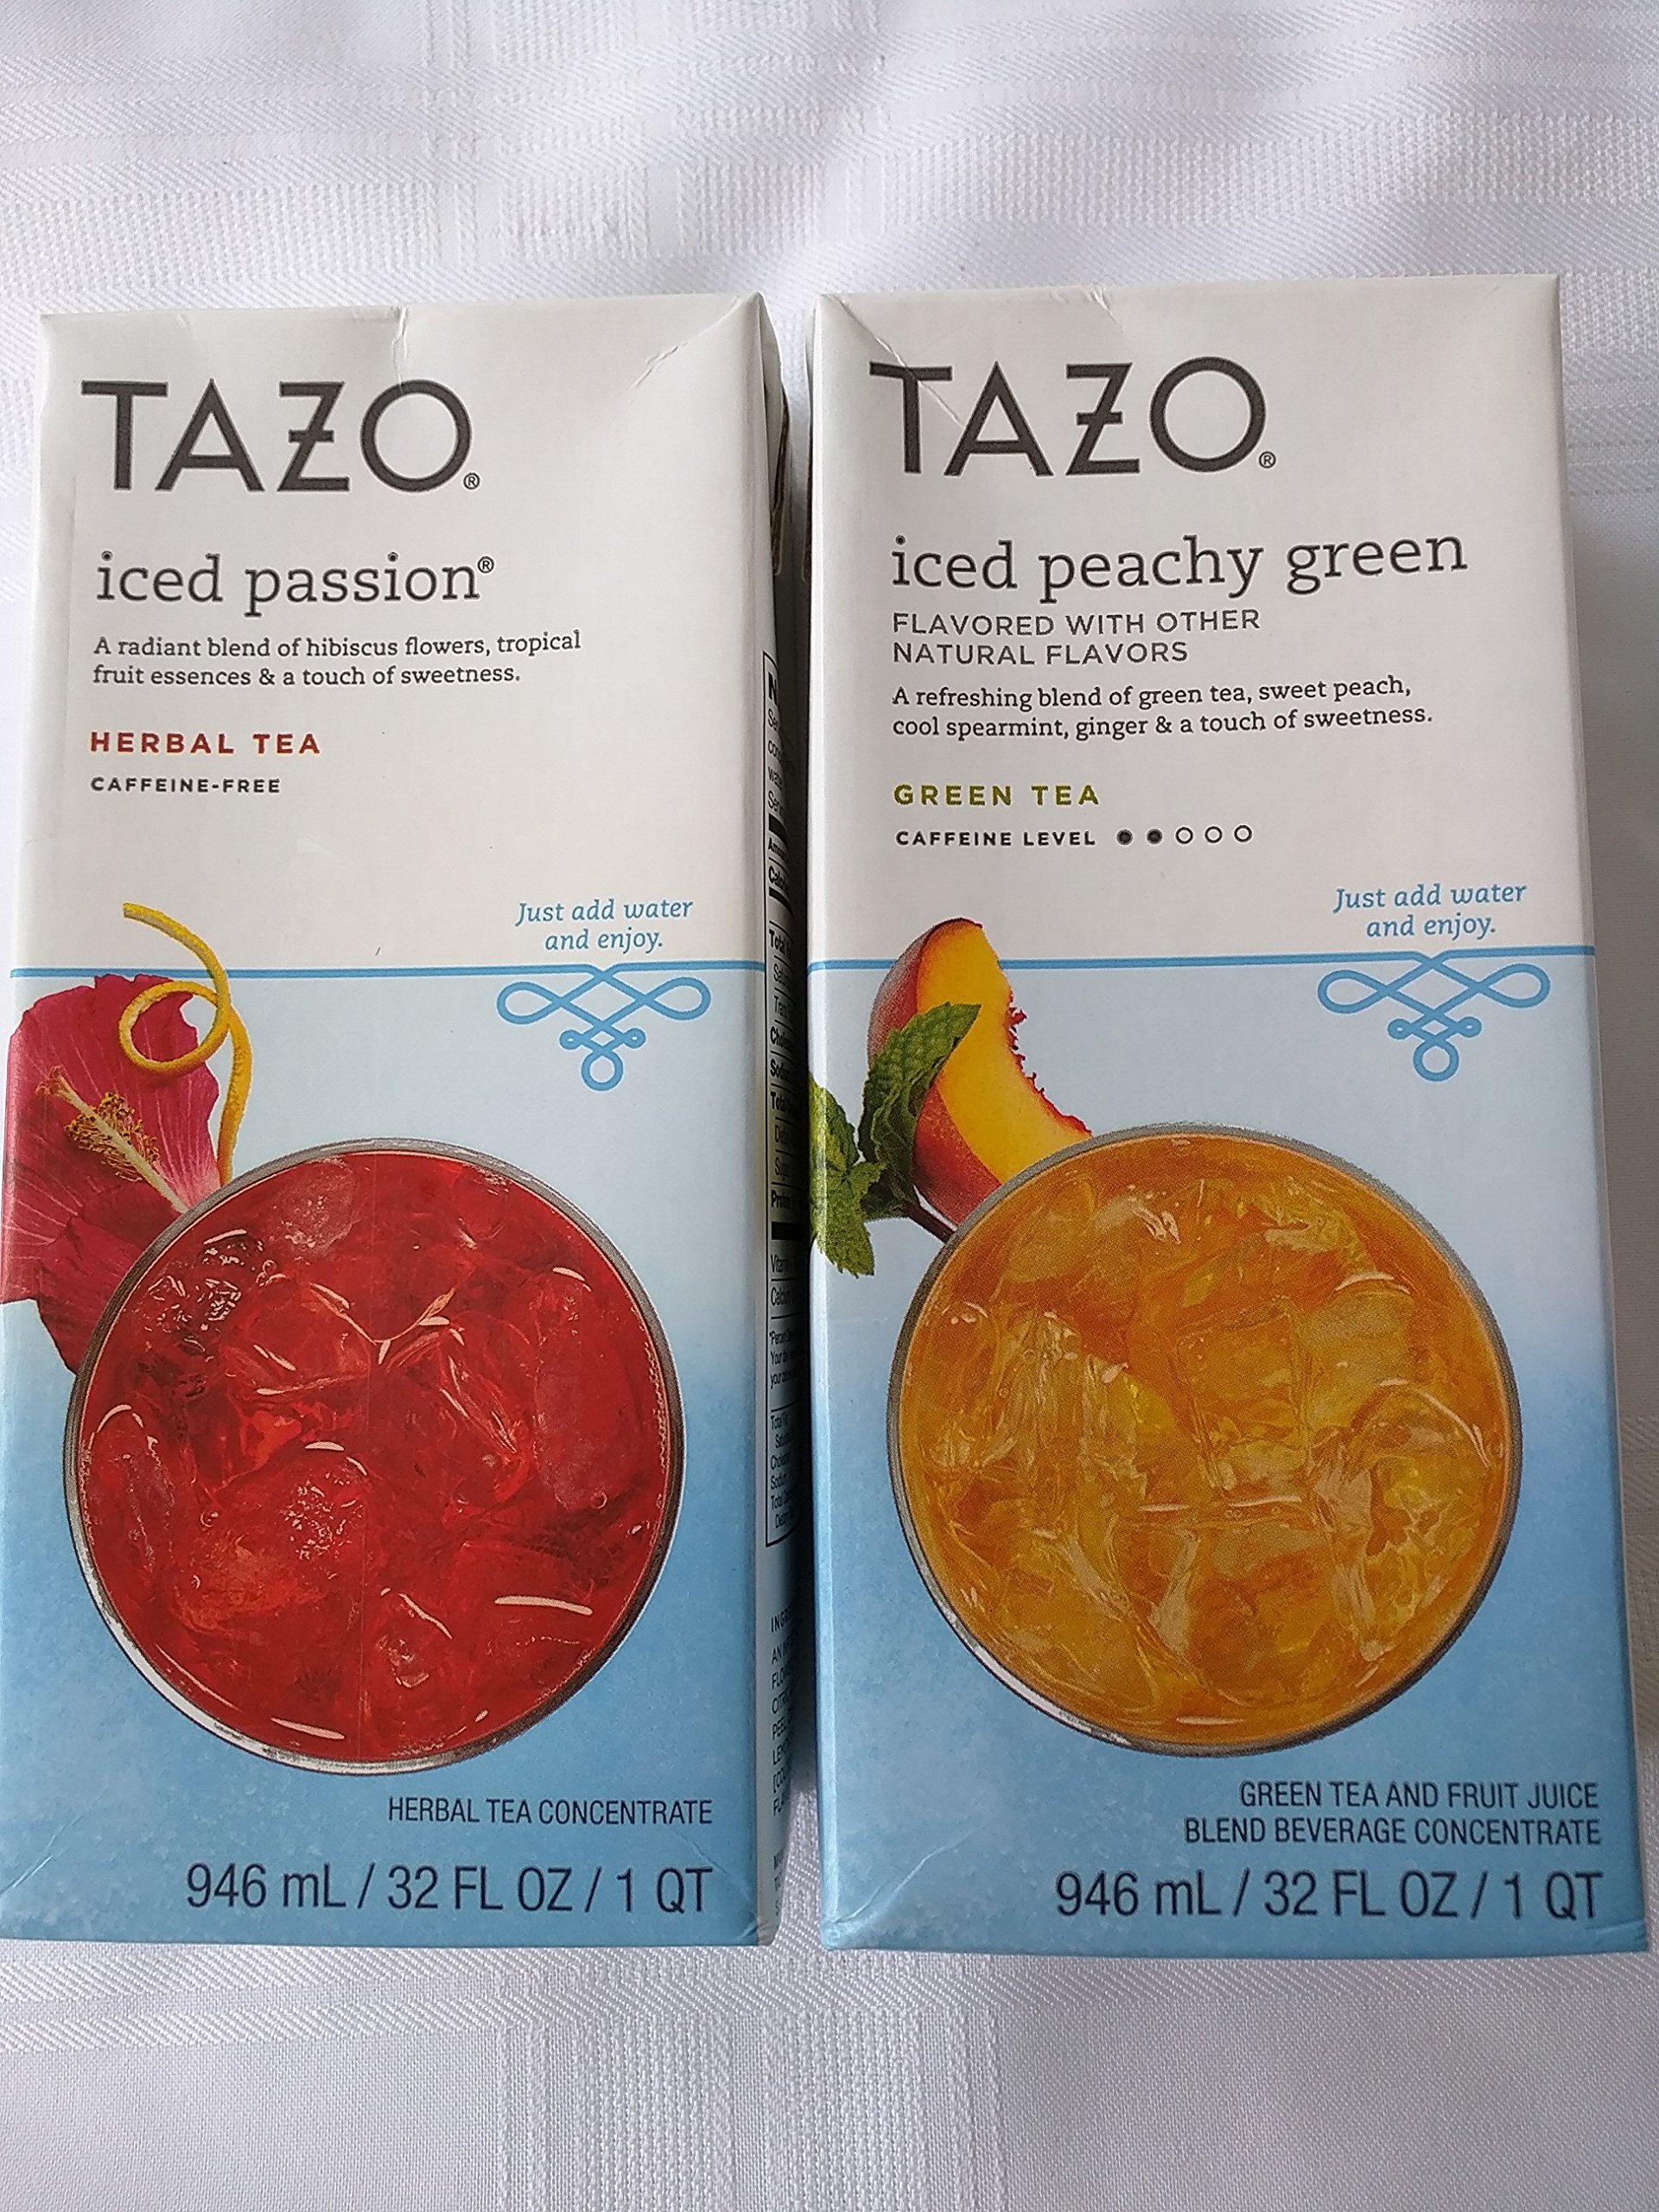 TAZO®
iced passion®
A radiant blend of hibiscus flowers, tropical
fruit essences & a touch of sweetness.
HERBAL TEA
CAFFEINE-FREE
Just add water
and enjoy.
HERBAL TEA CONCENTRATE
946 mL / 32 FL OZ / 1 QT
TAZO®
iced peachy green
FLAVORED WITH OTHER
NATURAL FLAVORS
A refreshing blend of green tea, sweet peach,
cool spearmint, ginger & a touch of sweetness.
GREEN TEA
CAFFEINE LEVEL
Just add water
and enjoy.
GREEN TEA AND FRUIT JUICE
BLEND BEVERAGE CONCENTRATE
946 mL / 32 FL OZ / 1 QT